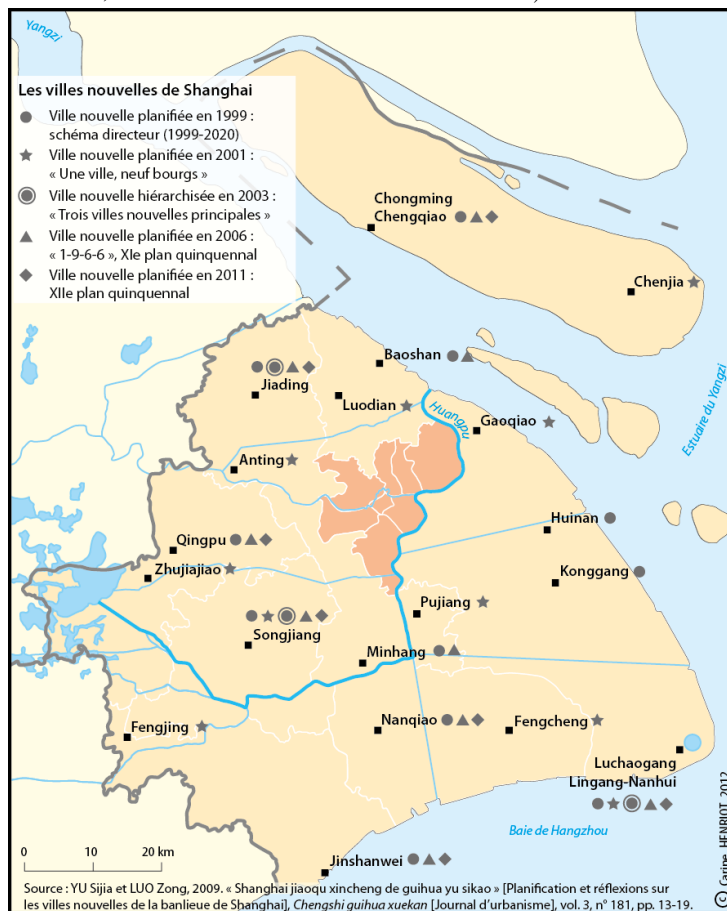 Yangzi
Les villes nouvelles de Shanghai
Ville nouvelle planifiée en 1999 :
schéma directeur (1999-2020)
Ville nouvelle planifiée en 2001 :
« Une ville, neuf bourgs »
Ville nouvelle hiérarchisée en 2003 :
« Trois villes nouvelles principales »
Ville nouvelle planifiée en 2006 :
« 1-9-6-6 », XIe plan quinquennal
Ville nouvelle planifiée en 2011 :
XIIe plan quinquennal
Chongming
Chengqiao
Chenjia
Baoshan
Jiading
Luodian
Huangpu
Gaoqiao
Estuaire du Yangzi
Anting
Qingpu
Huinan
Zhujiajiao
Konggang
Pujiang
Songjiang
Minhang
Fengjing
Nanqiao
Fengcheng
Luchaogang
Lingang-Nanhui
Baie de Hangzhou
0 10 20 km
Jinshanwei
Source : YU Sijia et LUO Zong, 2009. « Shanghai jiaoqu xincheng de guihua yu sikao » [Planification et réflexions sur
les villes nouvelles de la banlieue de Shanghai], Chengshi guihua xuekan [Journal d'urbanisme], vol. 3, n° 181, pp. 13-19.
© Carine HENRIOT, 2012